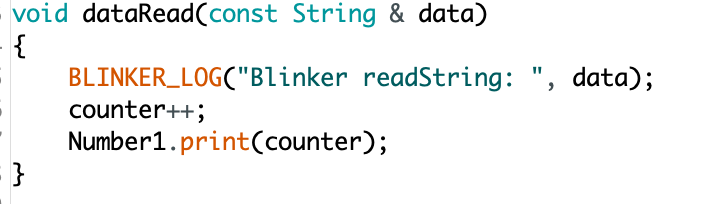 void dataRead(const String & data)
{
    BLINKER_LOG("Blinker readString: ", data);
    counter++;
    Number1.print(counter);
}